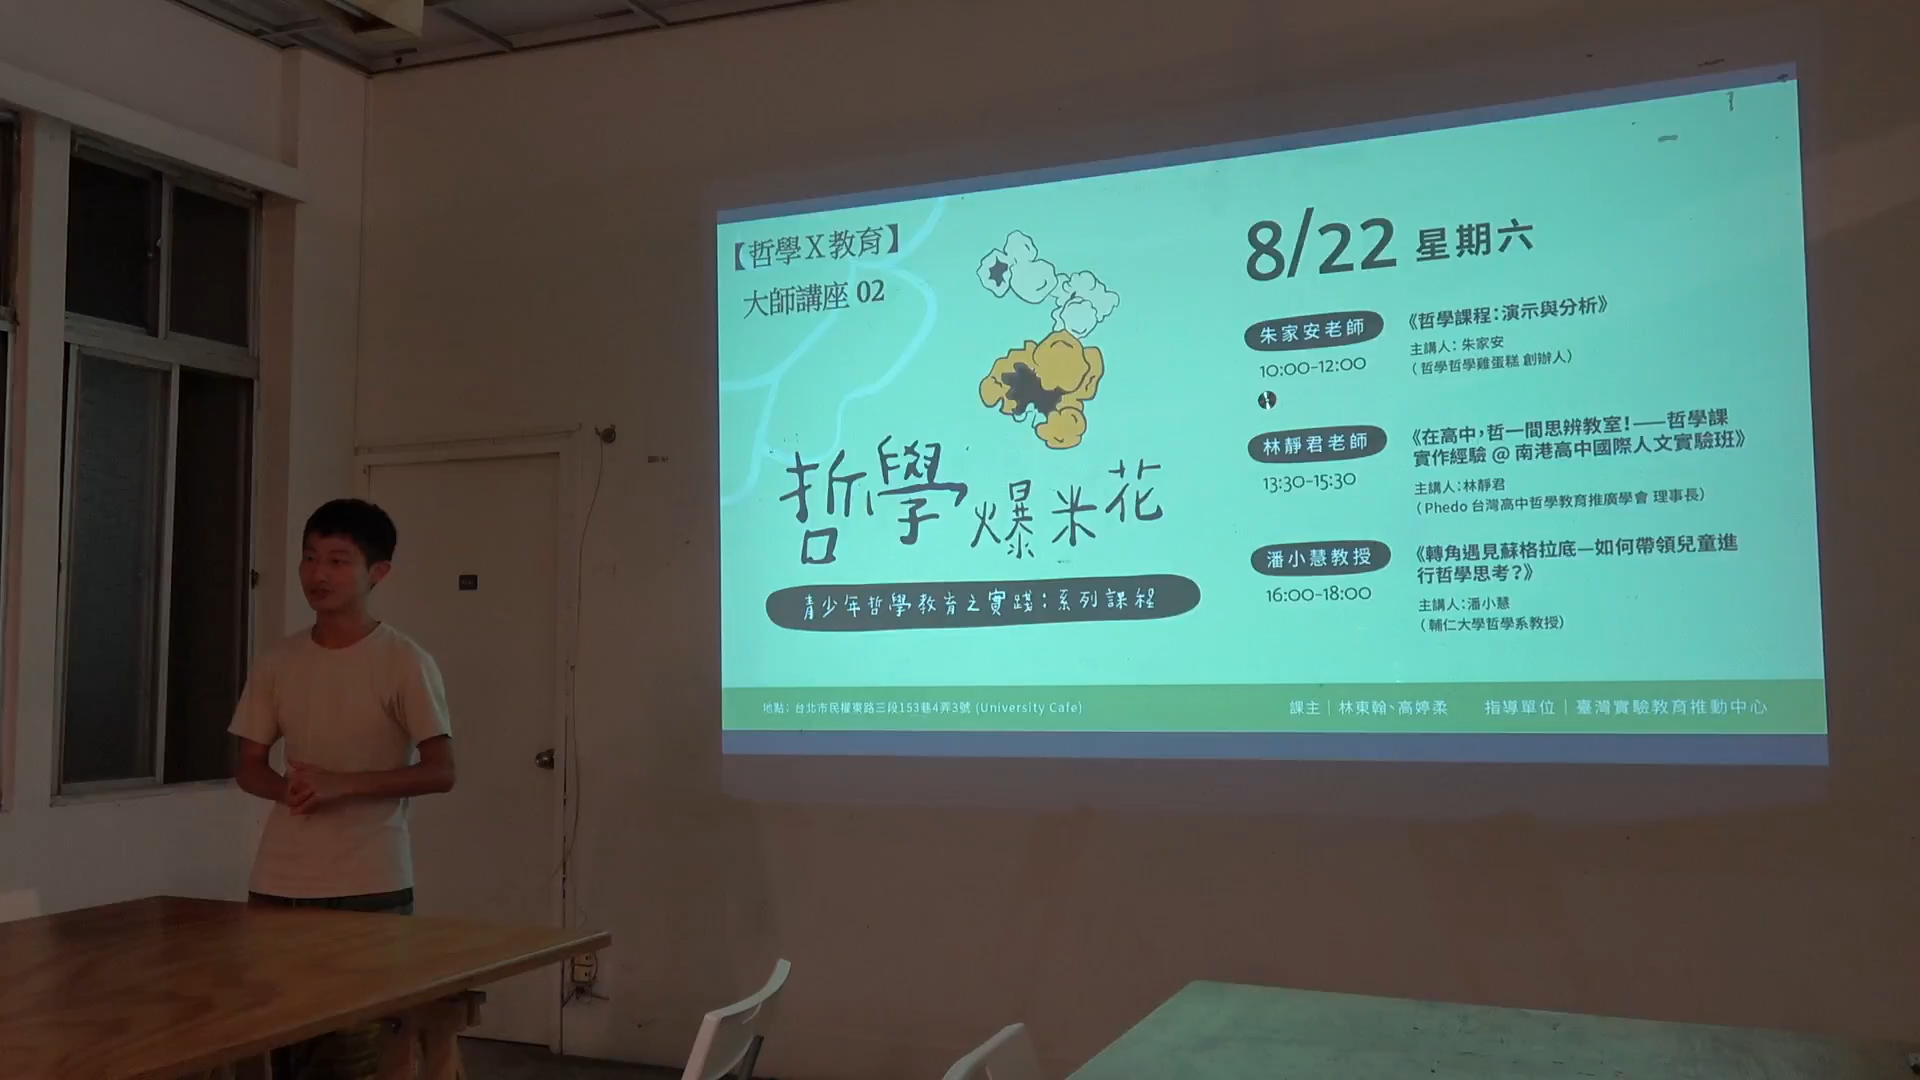 【哲學X教育】
大師講座 02
哲學爆米花
青少年哲學教育之實踐：系列課程
8/22 星期六
朱家安老師
10:00-12:00
《哲學課程：演示與分析》
主講人：朱家安
（哲學哲學雞蛋糕 創辦人）
林靜君老師
13:30-15:30
《在高中，哲一間思辨教室！——哲學課
實作經驗 @ 南港高中國際人文實驗班》
主講人：林靜君
（Phedo 台灣高中哲學教育推廣學會 理事長）
潘小慧教授
16:00-18:00
《轉角遇見蘇格拉底—如何帶領兒童進
行哲學思考？》
主講人：潘小慧
（輔仁大學哲學系教授）
地點：台北市民權東路三段153巷4弄3號 (University Cafe)
課主｜林東翰、高婷柔 指導單位｜臺灣實驗教育推動中心